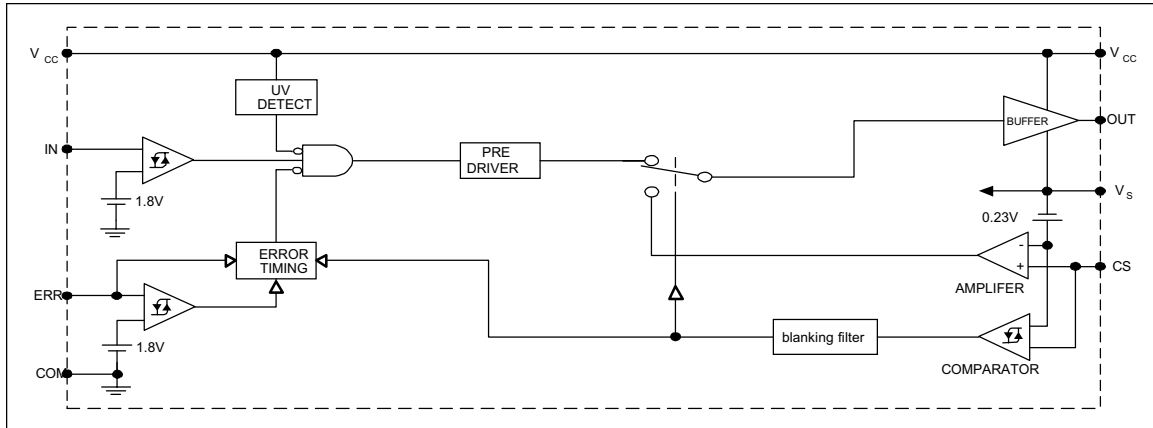 V CC
V CC
UV
DETECT
BUFFER
OUT
IN
PRE
DRIVER
1.8V
V S
0.23V
ERROR
TIMING
-
+
CS
AMPLIFER
ERR
1.8V
blanking filter
COM
COMPARATOR